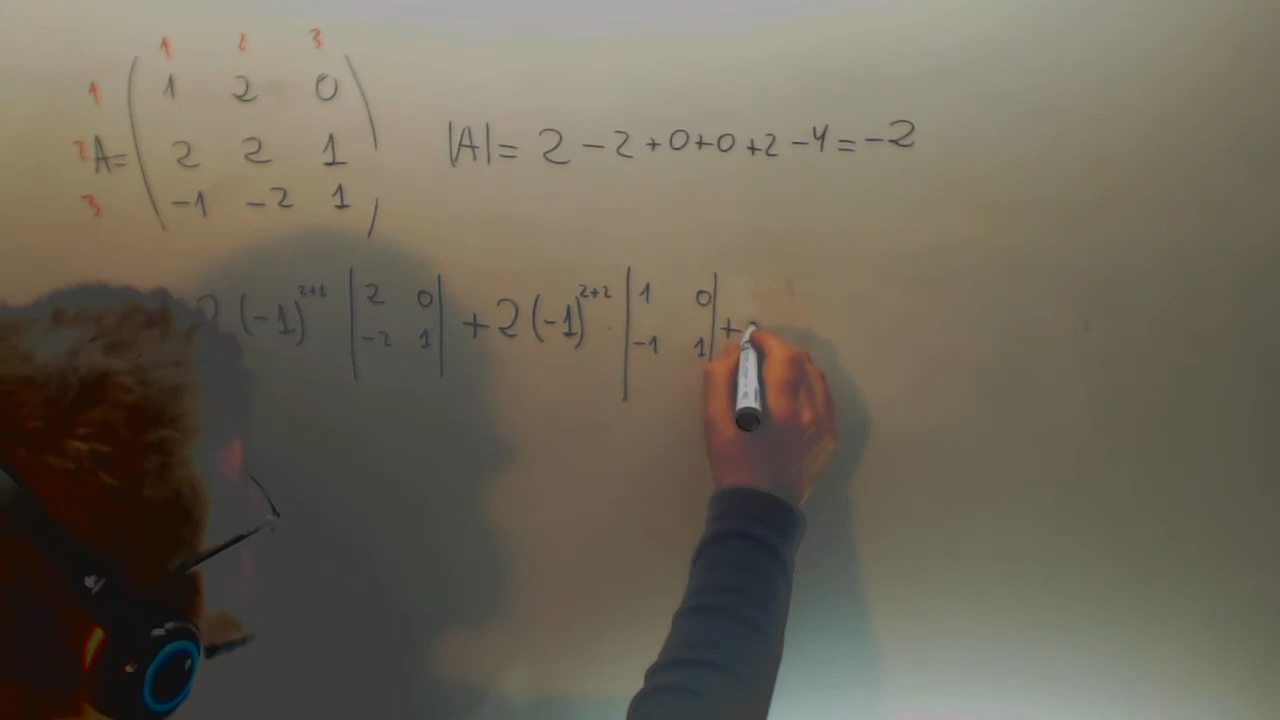 1 2 3
1 1 2 0
2 A= 2 2 1 |A| = 2 - 2 + 0 + 0 + 2 - 4 = -2
3 -1 -2 1
2 (-1)^{2+1} |2 0| + 2 (-1)^{2+2} |1 0| +
|-2 1| |-1 1|